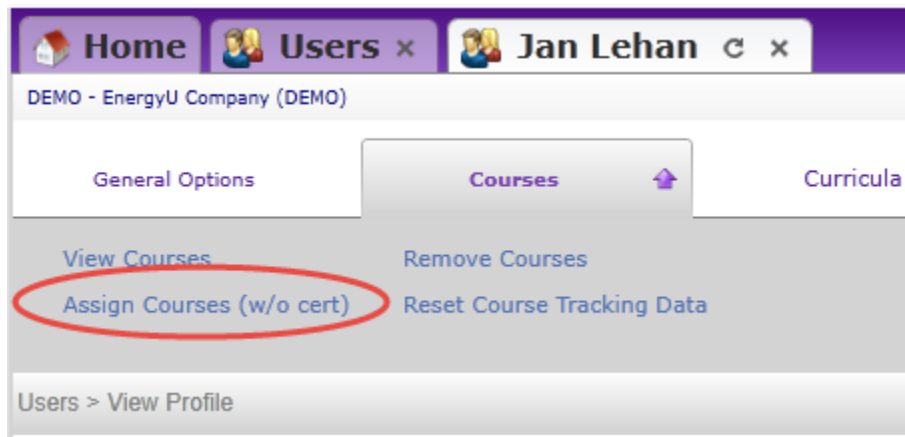 Home Users × Jan Lehan C ×
DEMO - EnergyU Company (DEMO)
General Options Courses Curricula
View Courses Remove Courses
Assign Courses (w/o cert) Reset Course Tracking Data
Users > View Profile